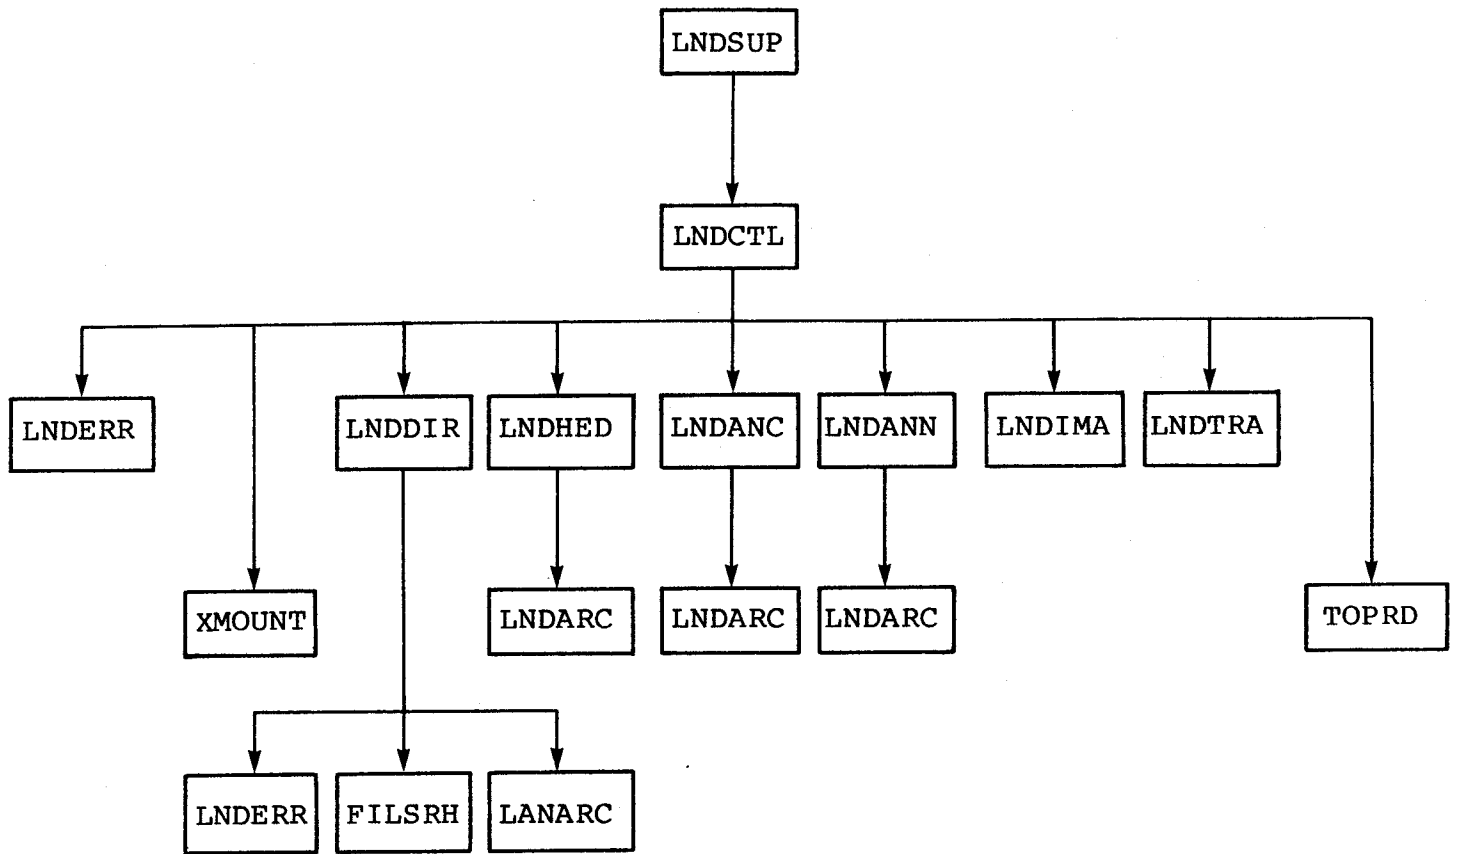 LNDSUP
LNDCTL
LNDERR
LNDDIR
LNDHED
LNDANC
LNDANN
LNDIMA
LNDTRA
XMOUNT
LNDARC
LNDARC
LNDARC
TOPRD
LNDERR
FILSRH
LANARC